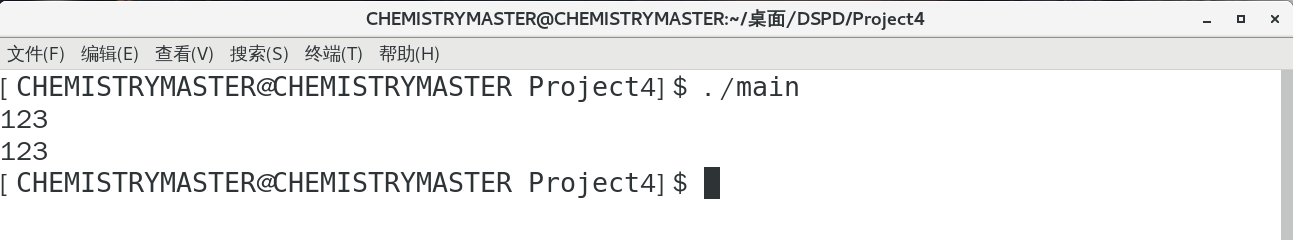 CHEMISTRYMASTER@CHEMISTRYMASTER:~/桌面/DSPD/Project4
文件(F) 编辑(E) 查看(V) 搜索(S) 终端(T) 帮助(H)
[CHEMISTRYMASTER@CHEMISTRYMASTER Project4]$ ./main
123
123
[CHEMISTRYMASTER@CHEMISTRYMASTER Project4]$